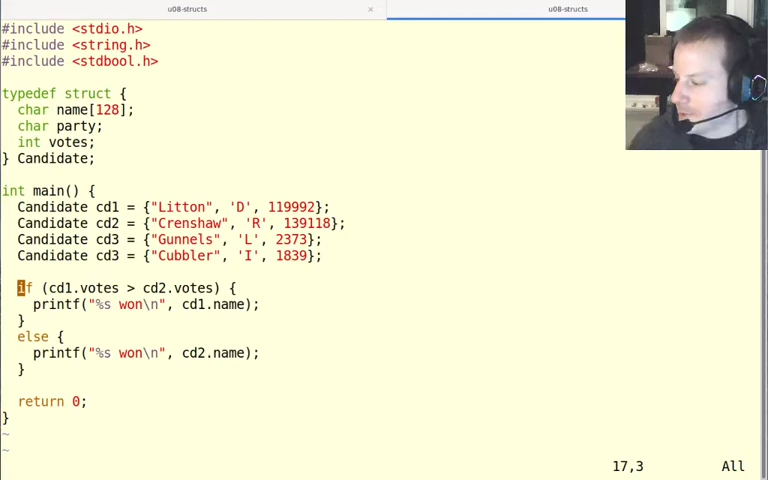 u08-structs
u08-structs
#include <stdio.h>
#include <string.h>
#include <stdbool.h>
typedef struct {
  char name[128];
  char party;
  int votes;
} Candidate;
int main() {
  Candidate cd1 = {"Litton", 'D', 119992};
  Candidate cd2 = {"Crenshaw", 'R', 139118};
  Candidate cd3 = {"Gunnels", 'L', 2373};
  Candidate cd3 = {"Cubbler", 'I', 1839};
  if (cd1.votes > cd2.votes) {
    printf("%s won\n", cd1.name);
  }
  else {
    printf("%s won\n", cd2.name);
  }
  return 0;
}
~
~
17,3 All